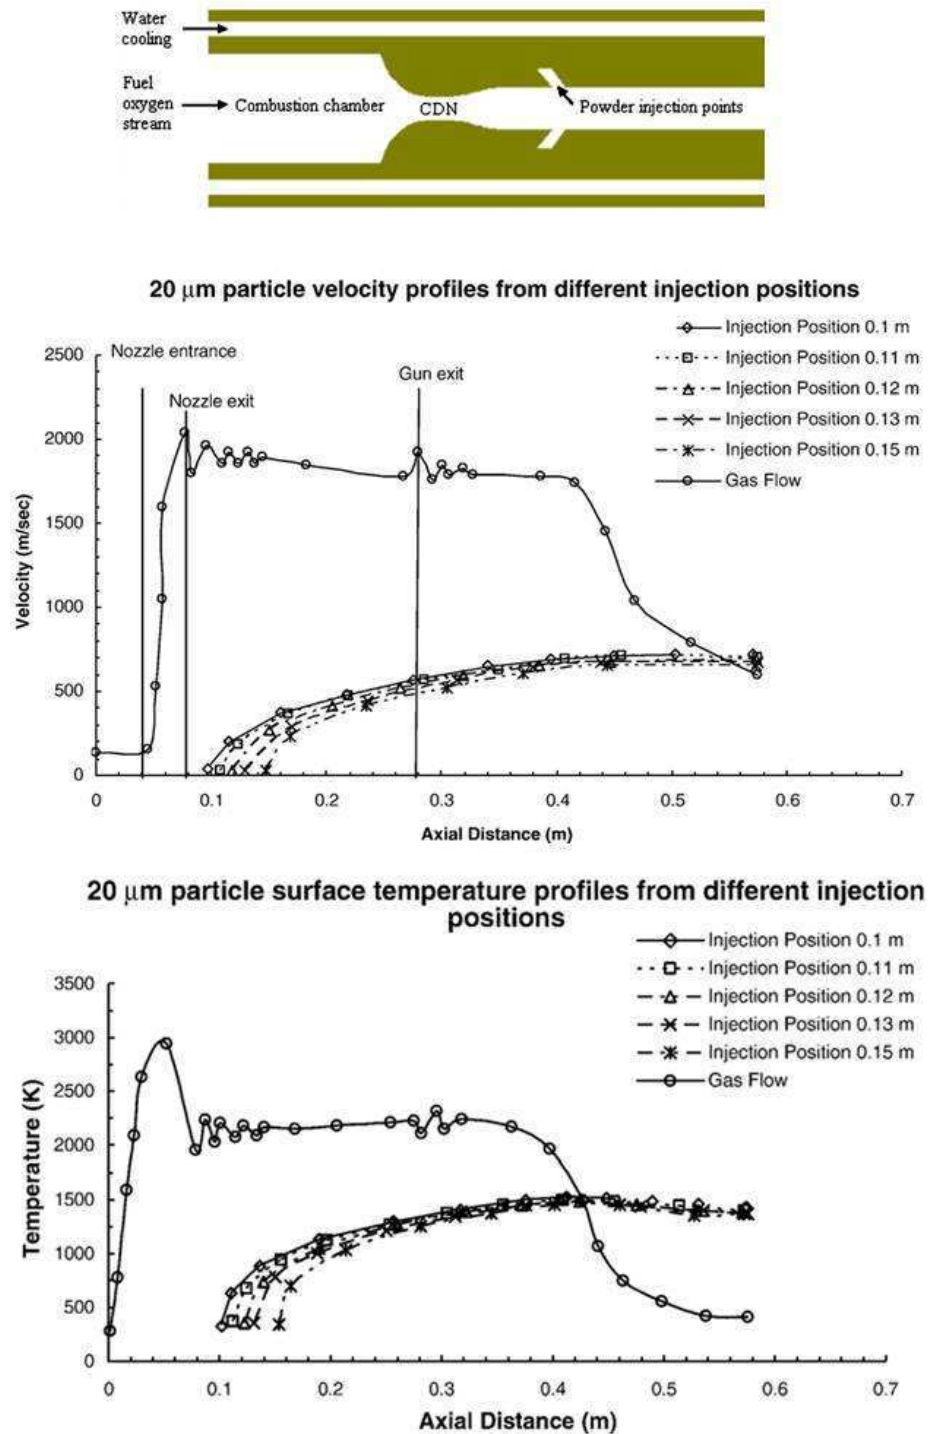 Water
cooling
Fuel
oxygen
stream
Combustion chamber
CDN
Powder injection points
20 μm particle velocity profiles from different injection positions
Injection Position 0.1 m
Injection Position 0.11 m
Injection Position 0.12 m
Injection Position 0.13 m
Injection Position 0.15 m
Gas Flow
Nozzle entrance
Nozzle exit
Gun exit
2500
2000
1500
1000
500
0
Velocity (m/sec)
0 0.1 0.2 0.3 0.4 0.5 0.6 0.7
Axial Distance (m)
20 μm particle surface temperature profiles from different injection
positions
Injection Position 0.1 m
Injection Position 0.11 m
Injection Position 0.12 m
Injection Position 0.13 m
Injection Position 0.15 m
Gas Flow
3500
3000
2500
2000
1500
1000
500
0
Temperature (K)
0 0.1 0.2 0.3 0.4 0.5 0.6 0.7
Axial Distance (m)